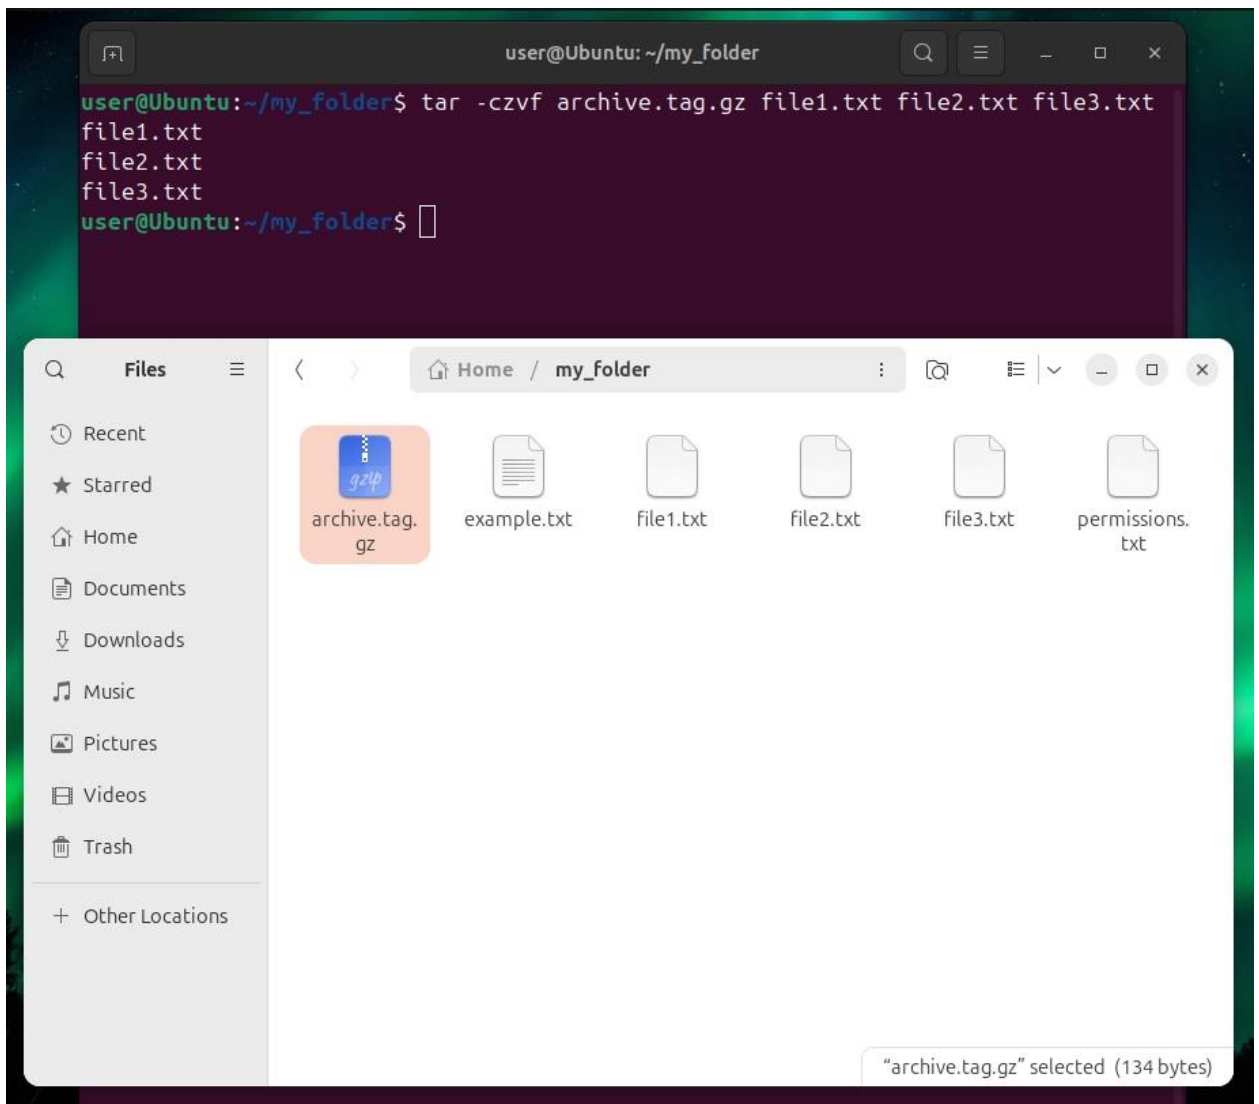 user@Ubuntu: ~/my_folder
user@Ubuntu:~/my_folder$ tar -czvf archive.tag.gz file1.txt file2.txt file3.txt
file1.txt
file2.txt
file3.txt
user@Ubuntu:~/my_folder$
Files
Home / my_folder
Recent
Starred
Home
Documents
Downloads
Music
Pictures
Videos
Trash
+ Other Locations
gzip
archive.tag.
gz
example.txt
file1.txt
file2.txt
file3.txt
permissions.
txt
“archive.tag.gz” selected (134 bytes)